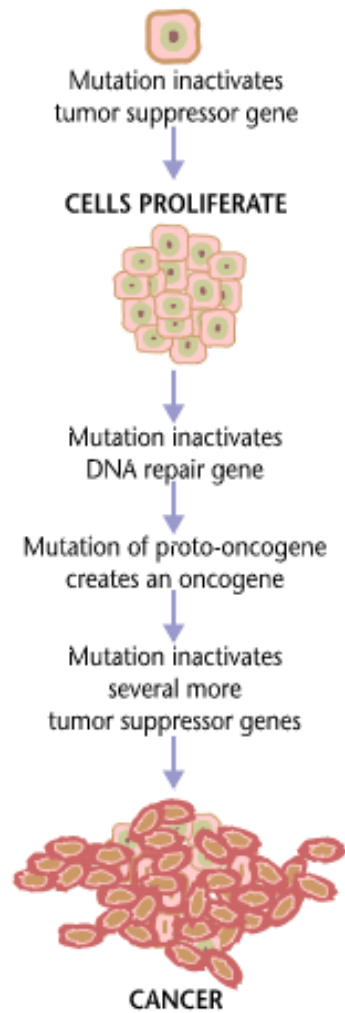 Mutation inactivates
tumor suppressor gene
CELLS PROLIFERATE
Mutation inactivates
DNA repair gene
Mutation of proto-oncogene
creates an oncogene
Mutation inactivates
several more
tumor suppressor genes
CANCER